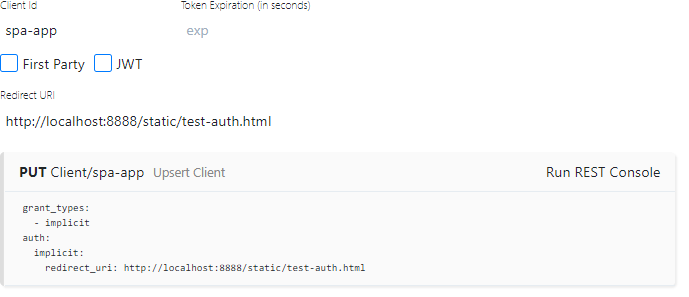 Client Id Token Expiration (in seconds)
spa-app exp
First Party JWT
Redirect URI
http://localhost:8888/static/test-auth.html
PUT Client/spa-app Upsert Client Run REST Console
grant_types:
  - implicit
auth:
  implicit:
    redirect_uri: http://localhost:8888/static/test-auth.html